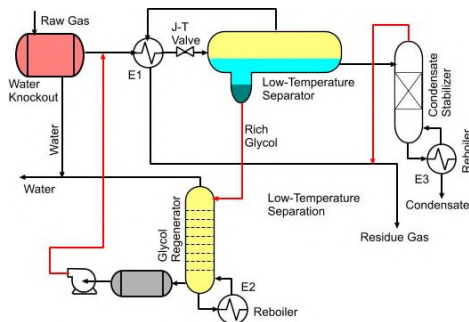 Raw Gas
J-T
Valve
E1
Water
Knockout
Low-Temperature
Separator
Condensate
Stabilizer
Water
Rich
Glycol
E3
Reboiler
Water
Low-Temperature
Separation
Condensate
Glycol
Regenerator
Residue Gas
E2
Reboiler